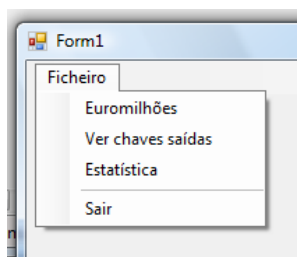 Form1
Ficheiro
Euromilhões
Ver chaves saídas
Estatística
Sair